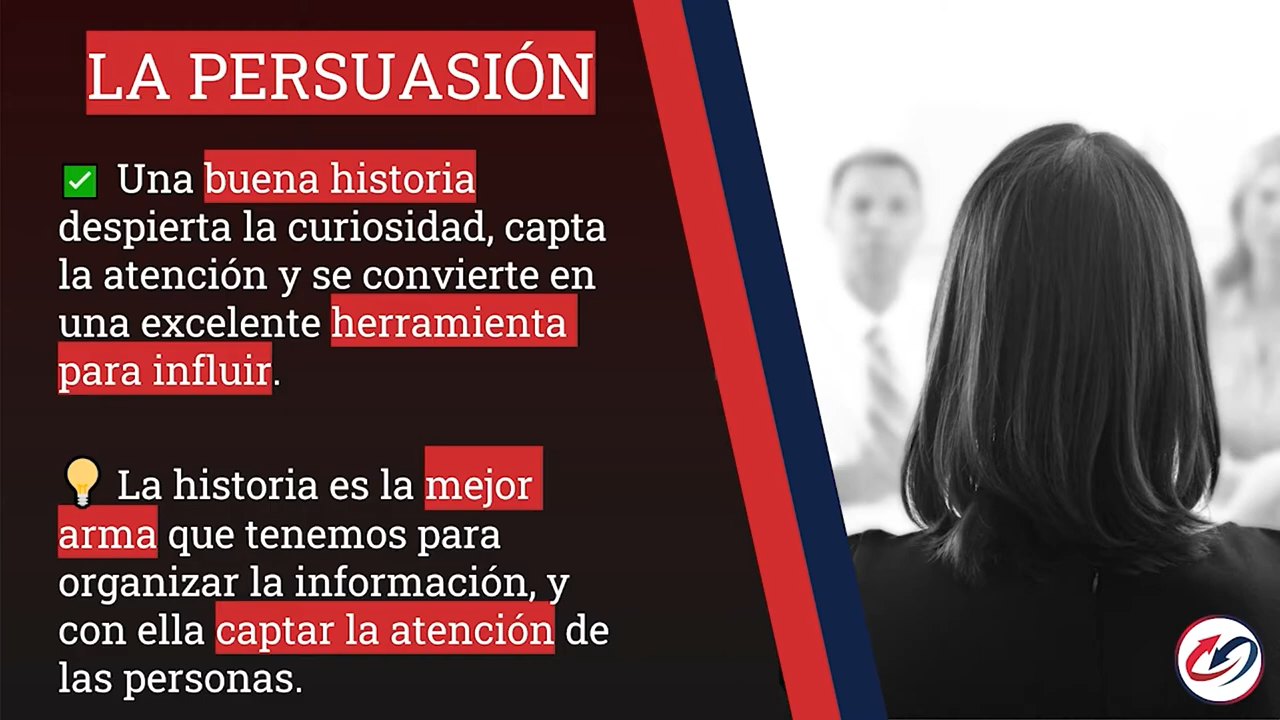 LA PERSUASIÓN
✅ Una buena historia
despierta la curiosidad, capta
la atención y se convierte en
una excelente herramienta
para influir.
💡 La historia es la mejor
arma que tenemos para
organizar la información, y
con ella captar la atención de
las personas.